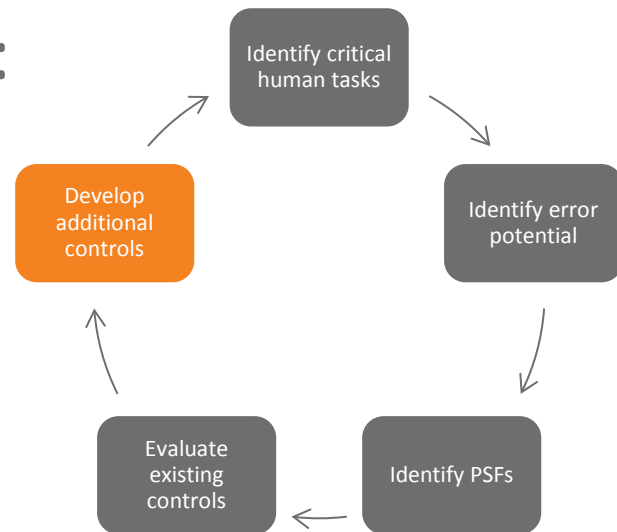 :
Identify critical
human tasks
Develop
additional
controls
Identify error
potential
Evaluate
existing
controls
Identify PSFs